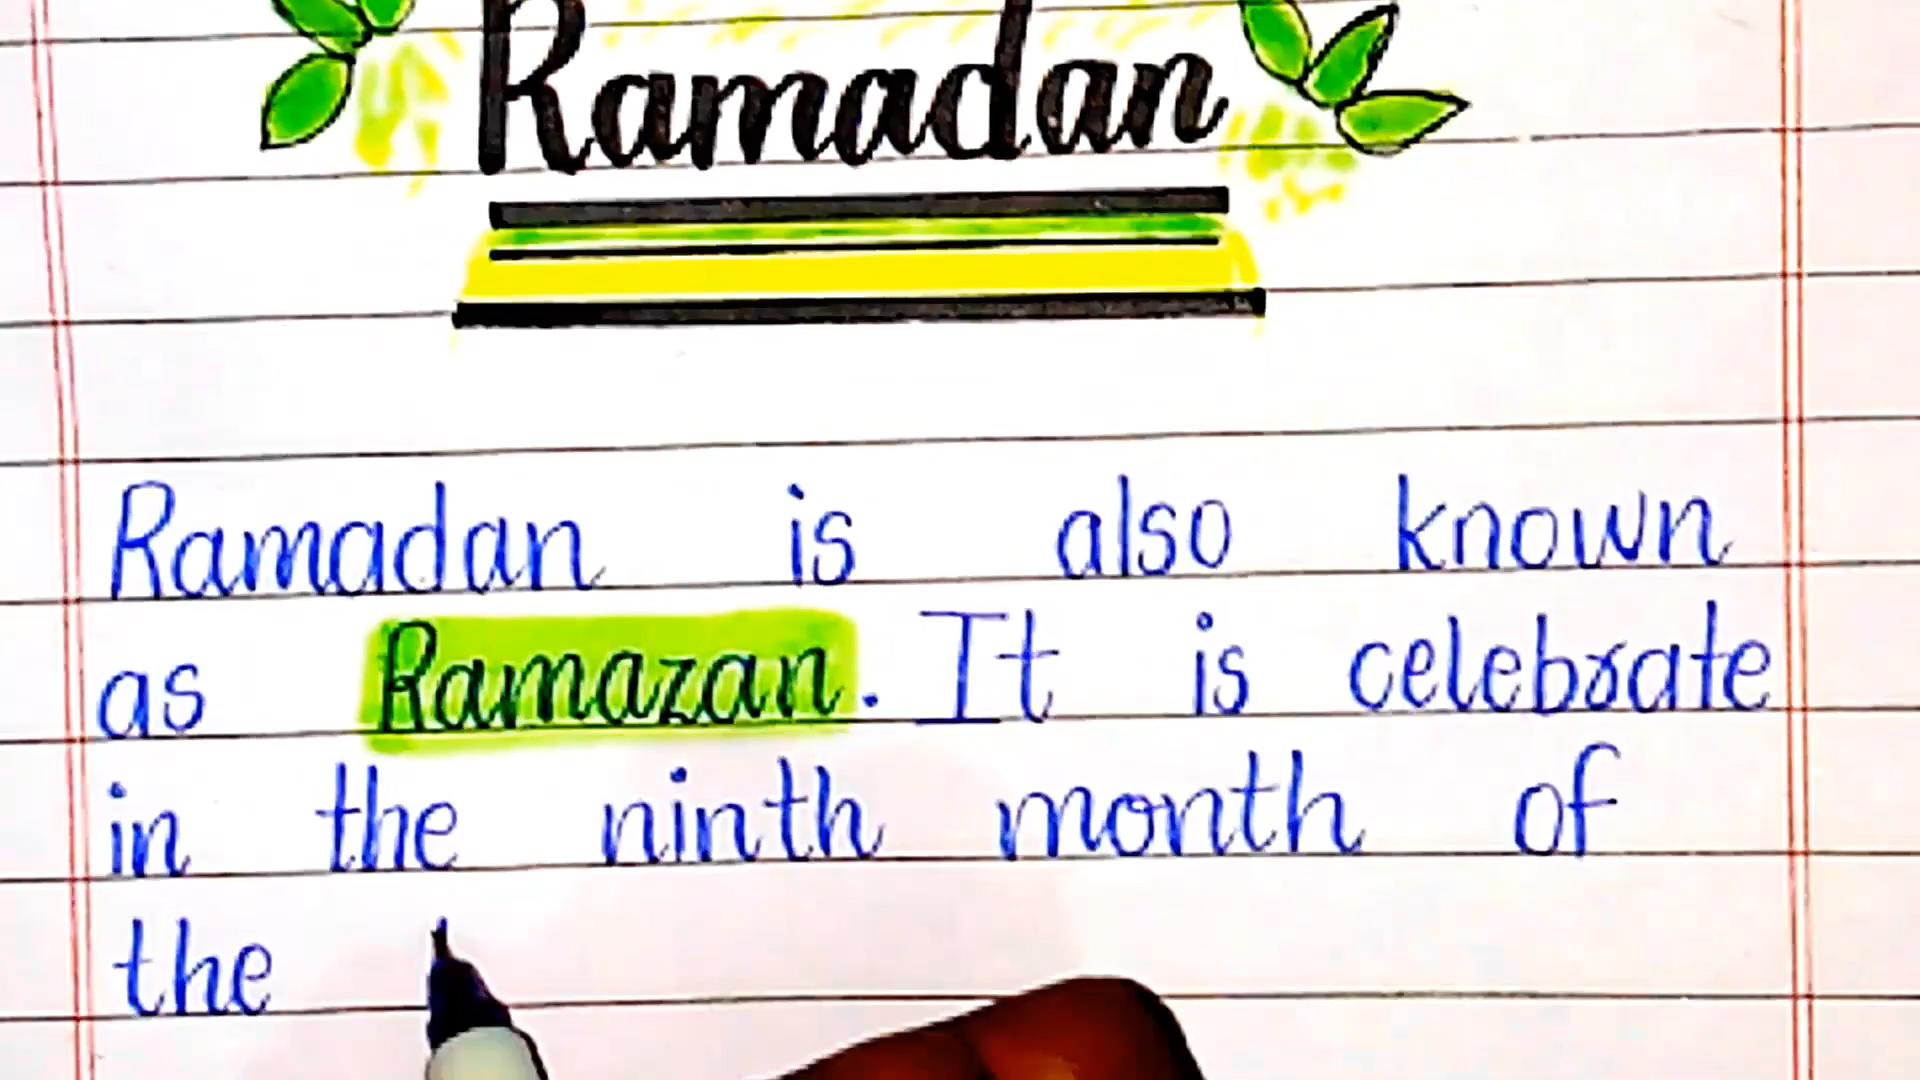 Ramadan
Ramadan is also known
as Ramazan. It is celebrate
in the ninth month of
the